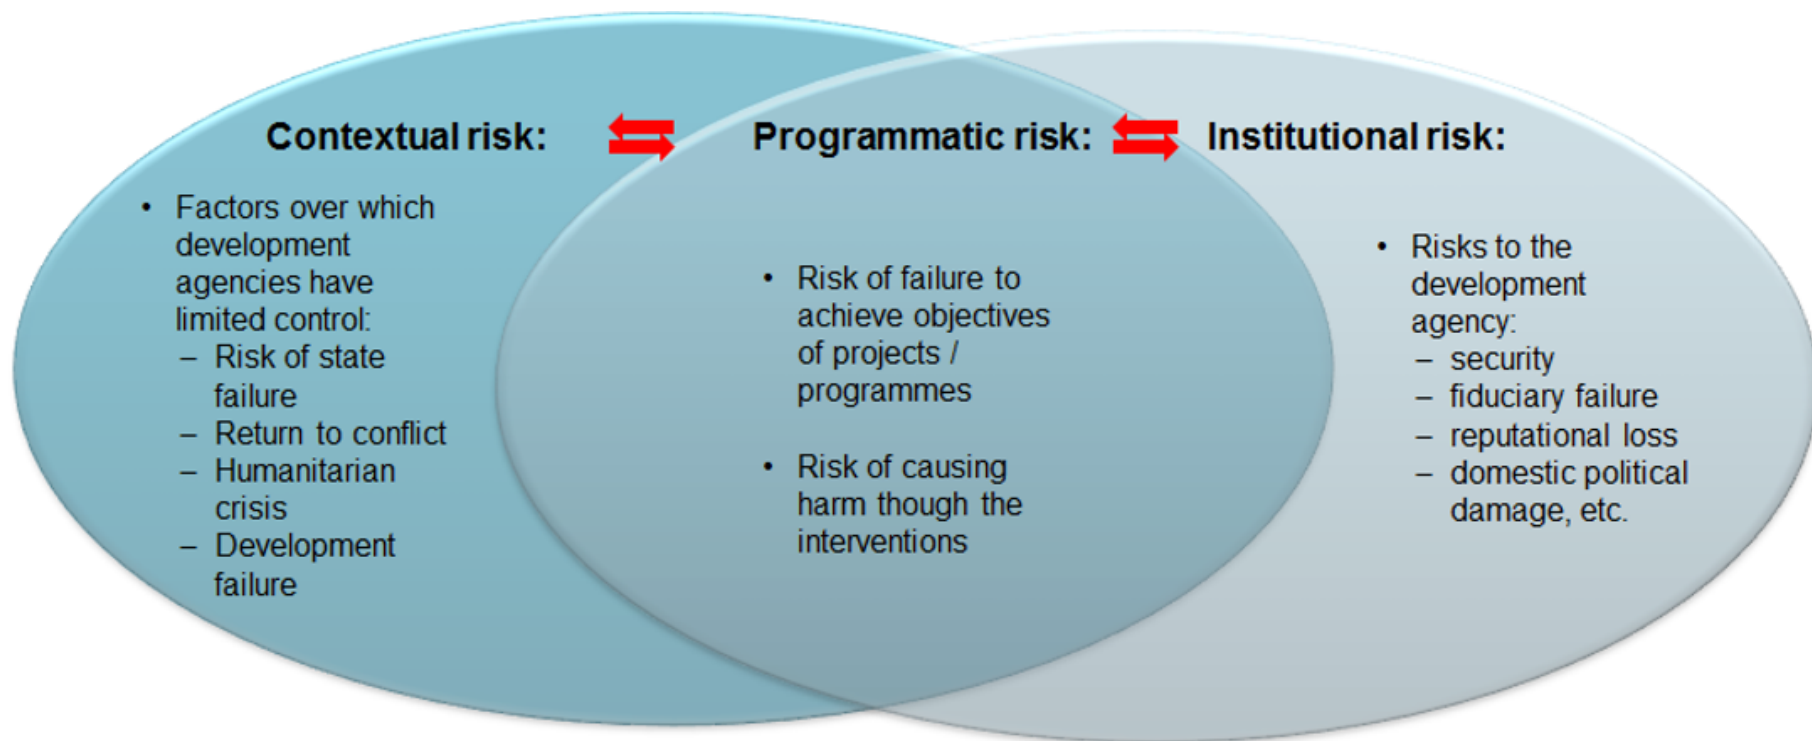 Contextual risk:
• Factors over which
development
agencies have
limited control:
– Risk of state
failure
– Return to conflict
– Humanitarian
crisis
– Development
failure
Programmatic risk:
• Risk of failure to
achieve objectives
of projects /
programmes
• Risk of causing
harm though the
interventions
Institutional risk:
• Risks to the
development
agency:
– security
– fiduciary failure
– reputational loss
– domestic political
damage, etc.